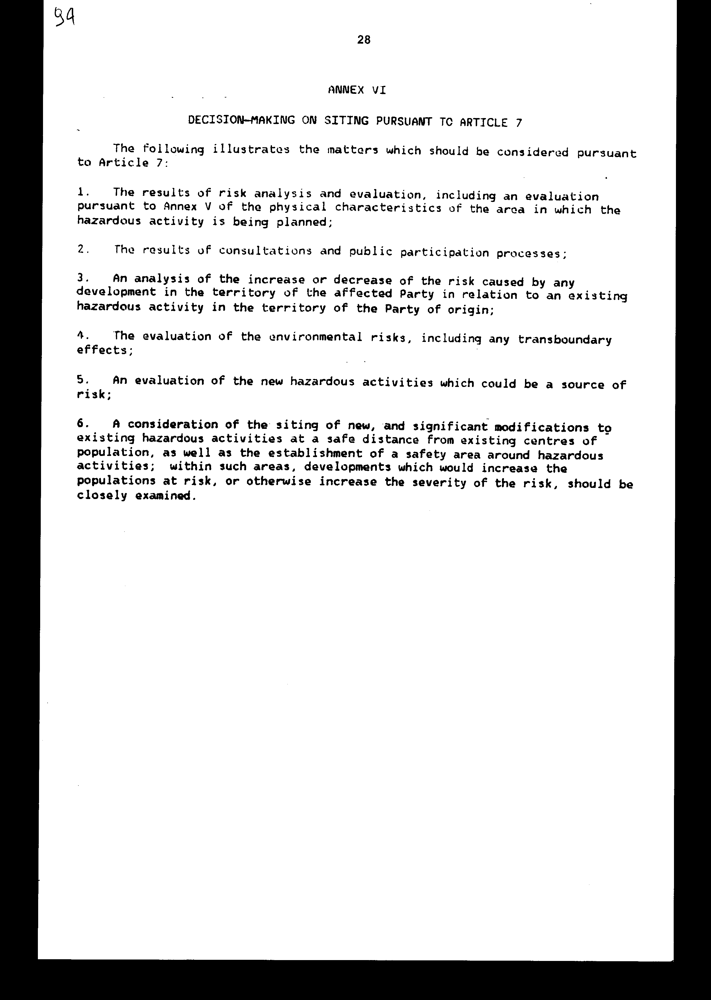 94
28
ANNEX VI
DECISION-MAKING ON SITING PURSUANT TO ARTICLE 7
The following illustrates the matters which should be considered pursuant
to Article 7:
1. The results of risk analysis and evaluation, including an evaluation
pursuant to Annex V of the physical characteristics of the area in which the
hazardous activity is being planned;
2. The results of consultations and public participation processes;
3. An analysis of the increase or decrease of the risk caused by any
development in the territory of the affected Party in relation to an existing
hazardous activity in the territory of the Party of origin;
4. The evaluation of the environmental risks, including any transboundary
effects;
5. An evaluation of the new hazardous activities which could be a source of
risk;
6. A consideration of the siting of new, and significant modifications to
existing hazardous activities at a safe distance from existing centres of
population, as well as the establishment of a safety area around hazardous
activities; within such areas, developments which would increase the
populations at risk, or otherwise increase the severity of the risk, should be
closely examined.